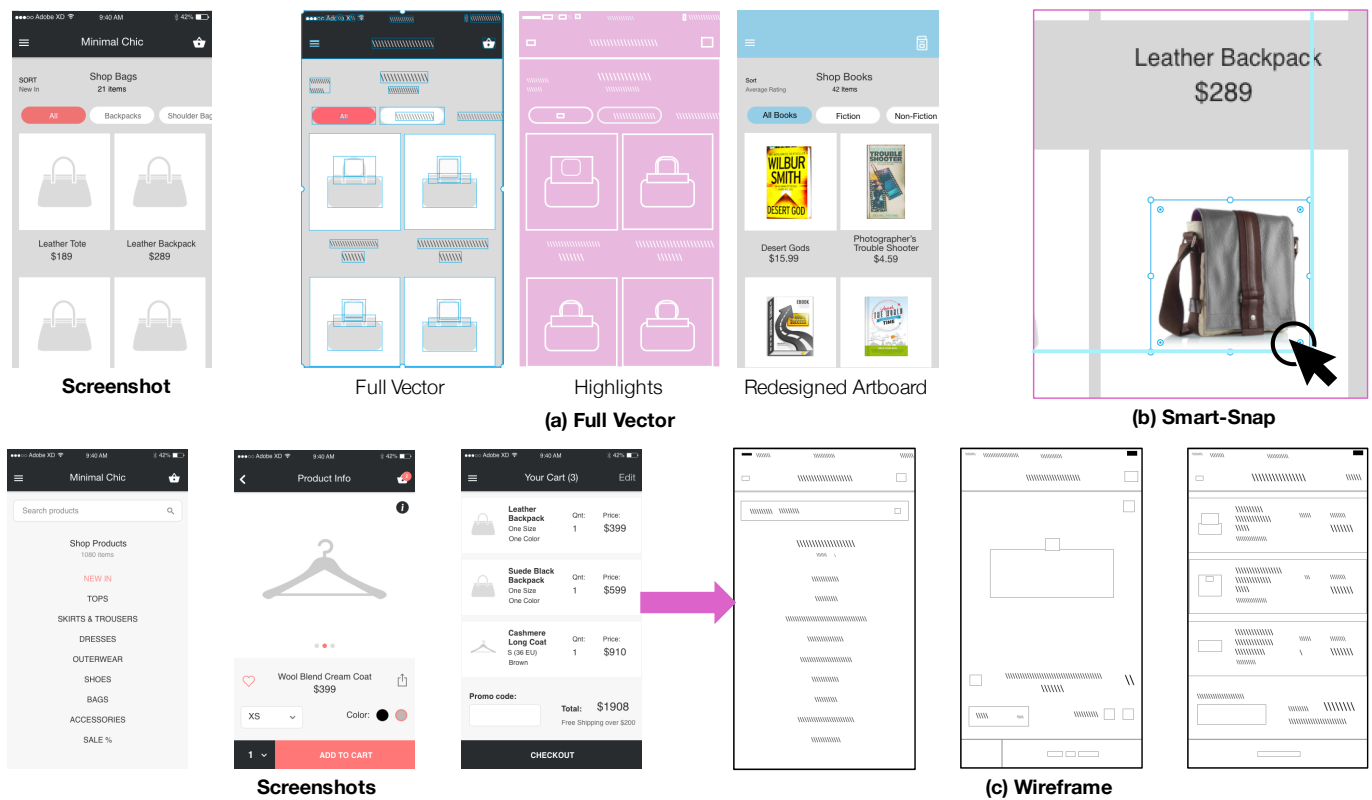 ●●●○○ Adobe XD 9:40 AM 42%
Minimal Chic
SORT
New In
Shop Bags
21 items
All Backpacks Shoulder Bag
Leather Tote
$189
Leather Backpack
$289
Screenshot
All
Full Vector
Highlights
Sort
Average Rating
Shop Books
42 Items
All Books Fiction Non-Fiction
WILBUR
SMITH
DESERT GOD
TROUBLE
SHOOTER
Desert Gods
$15.99
Photographer's
Trouble Shooter
$4.59
EBOOK
TIME
Redesigned Artboard
(a) Full Vector
Leather Backpack
$289
(b) Smart-Snap
●●●○○ Adobe XD 9:40 AM 42%
Minimal Chic
Search products
Shop Products
1080 items
NEW IN
TOPS
SKIRTS & TROUSERS
DRESSES
OUTERWEAR
SHOES
BAGS
ACCESSORIES
SALE %
●●●○○ Adobe XD 9:40 AM 42%
Product Info
Wool Blend Cream Coat
$399
XS Color:
1 ADD TO CART
●●●○○ Adobe XD 9:40 AM 42%
Your Cart (3) Edit
Leather
Backpack
One Size
One Color
Qnt:
1
Price:
$399
Suede Black
Backpack
One Size
One Color
Qnt:
1
Price:
$599
Cashmere
Long Coat
S (36 EU)
Brown
Qnt:
1
Price:
$910
Promo code:
Total: $1908
Free Shipping over $200
CHECKOUT
Screenshots
(c) Wireframe